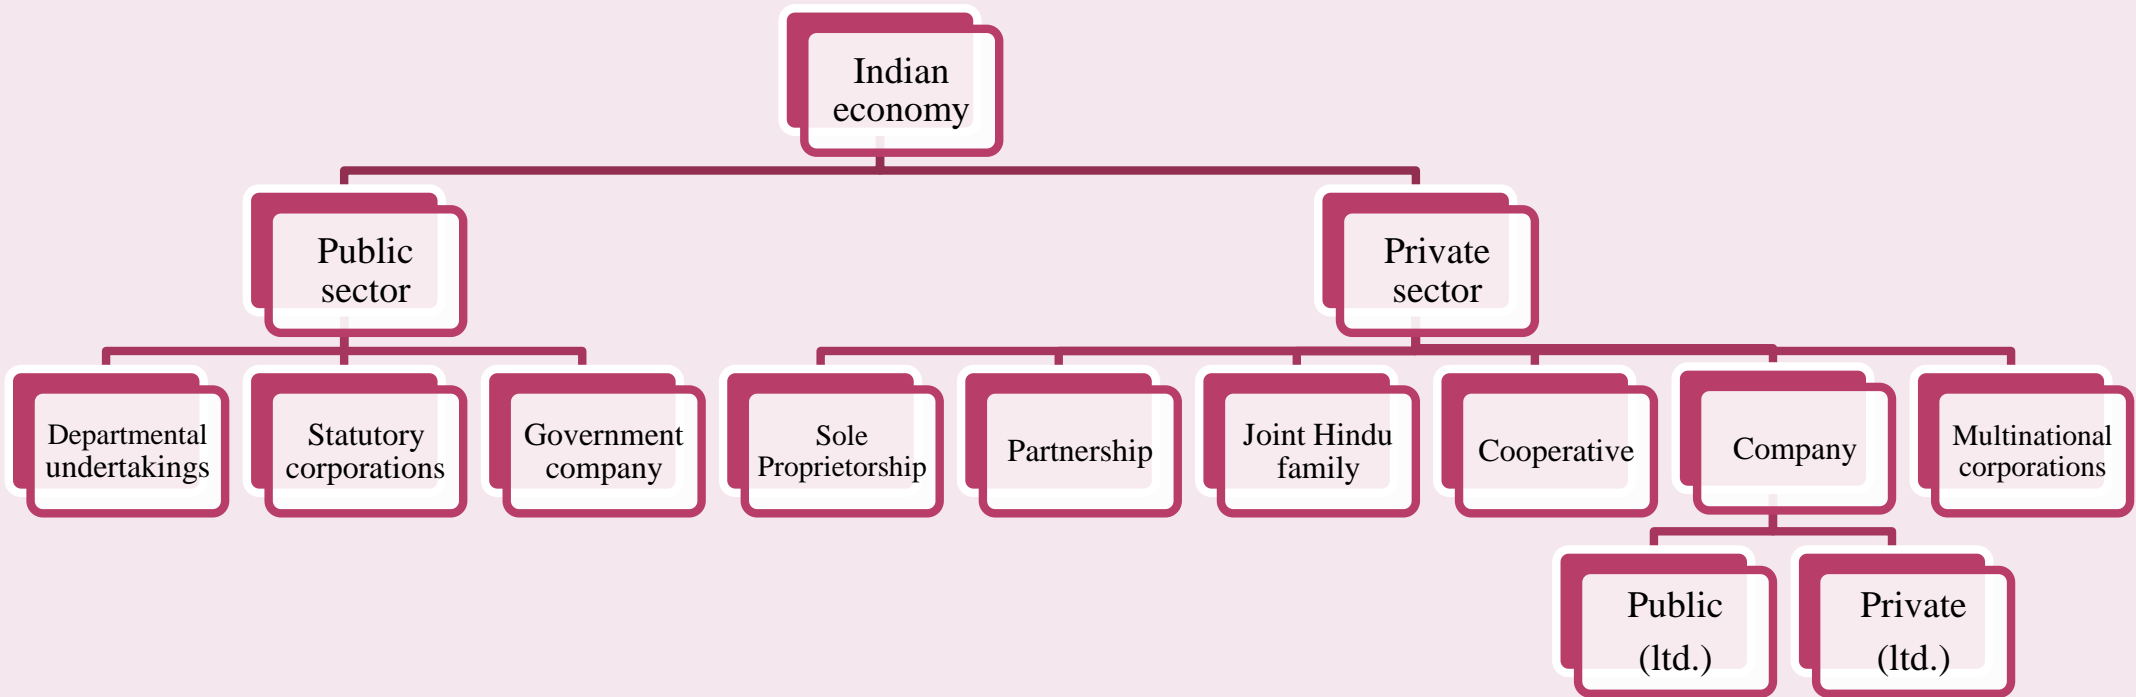 Indian
economy
Public
sector
Private
sector
Departmental
undertakings
Statutory
corporations
Government
company
Sole
Proprietorship
Partnership
Joint Hindu
family
Cooperative
Company
Multinational
corporations
Public
(ltd.)
Private
(ltd.)